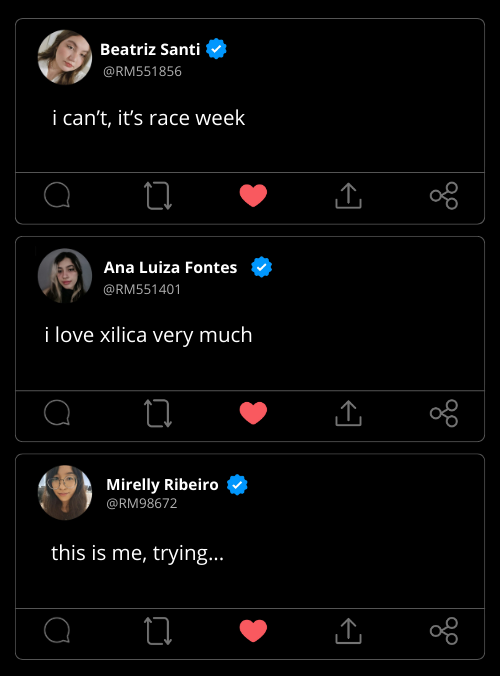 Beatriz Santi
@RM551856
i can’t, it’s race week
Ana Luiza Fontes
@RM551401
i love xilica very much
Mirelly Ribeiro
@RM98672
this is me, trying...